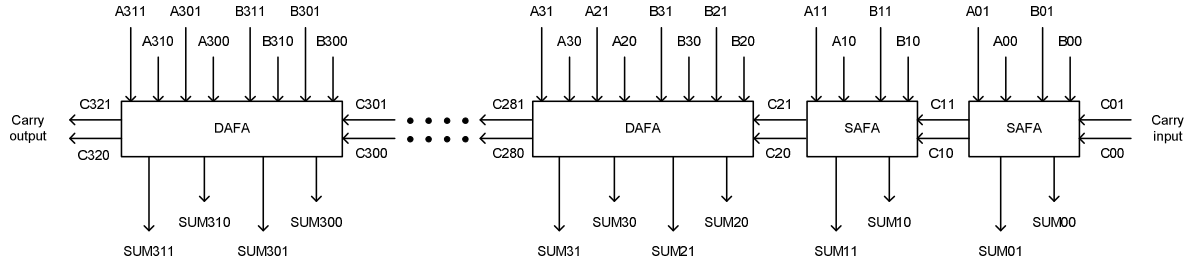 A311 A301 B311 B301 A31 A21 B31 B21 A11 B11 A01 B01
A310 A300 B310 B300 A30 A20 B30 B20 A10 B10 A00 B00
C321 C301 C281 C21 C11 C01
Carry output DAFA DAFA SAFA SAFA Carry input
C320 C300 C280 C20 C10 C00
SUM310 SUM300 SUM30 SUM20 SUM10 SUM00
SUM311 SUM301 SUM31 SUM21 SUM11 SUM01